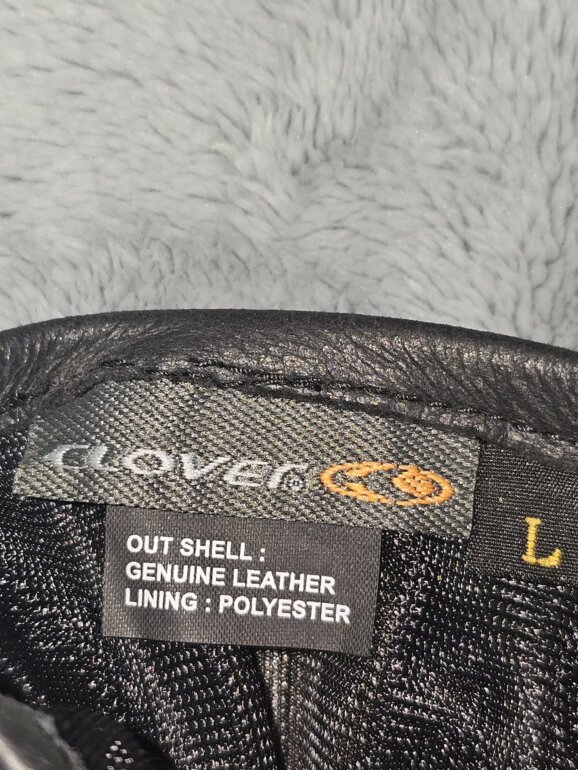 CLOVER®
L
OUT SHELL :
GENUINE LEATHER
LINING : POLYESTER